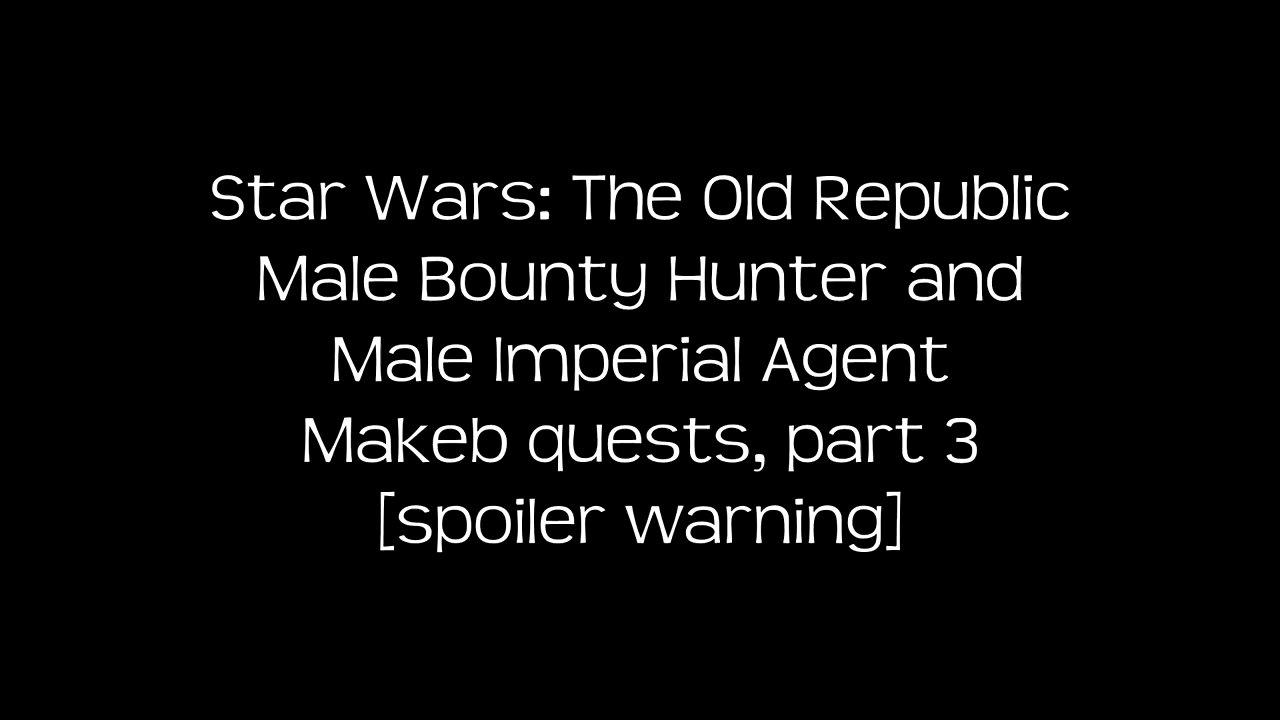 Star Wars: The Old Republic
Male Bounty Hunter and
Male Imperial Agent
Makeb quests, part 3
[spoiler warning]